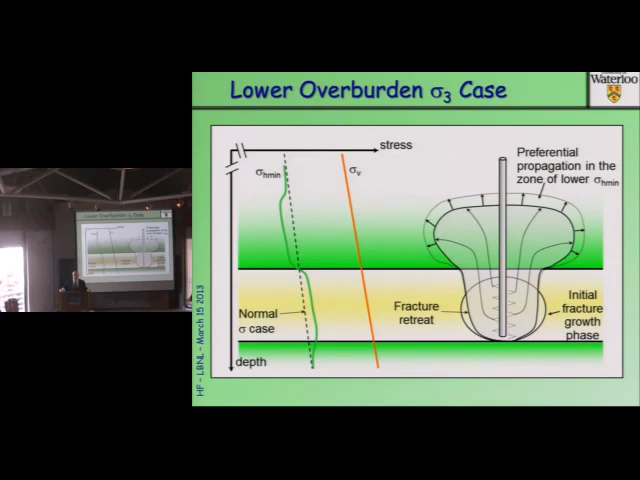 Lower Overburden σ3 Case
Waterloo
stress
σhmin
σv
Preferential
propagation in the
zone of lower σhmin
Normal
σ case
Fracture
retreat
Initial
fracture
growth
phase
depth
HF – LBNL – March 15 2013